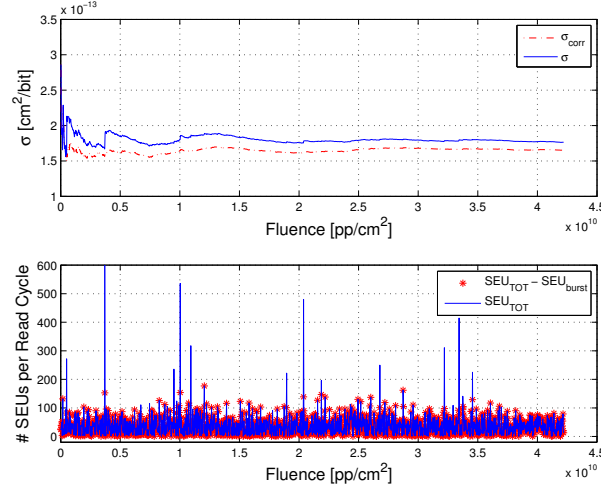 x 10^-13
3.5
3
2.5
2
1.5
1
σ [cm²/bit]
σcorr
σ
0 0.5 1 1.5 2 2.5 3 3.5 4 4.5
Fluence [pp/cm²]
x 10^10
600
500
400
300
200
100
0
# SEUs per Read Cycle
SEU_TOT − SEU_burst
SEU_TOT
0 0.5 1 1.5 2 2.5 3 3.5 4 4.5
Fluence [pp/cm²]
x 10^10